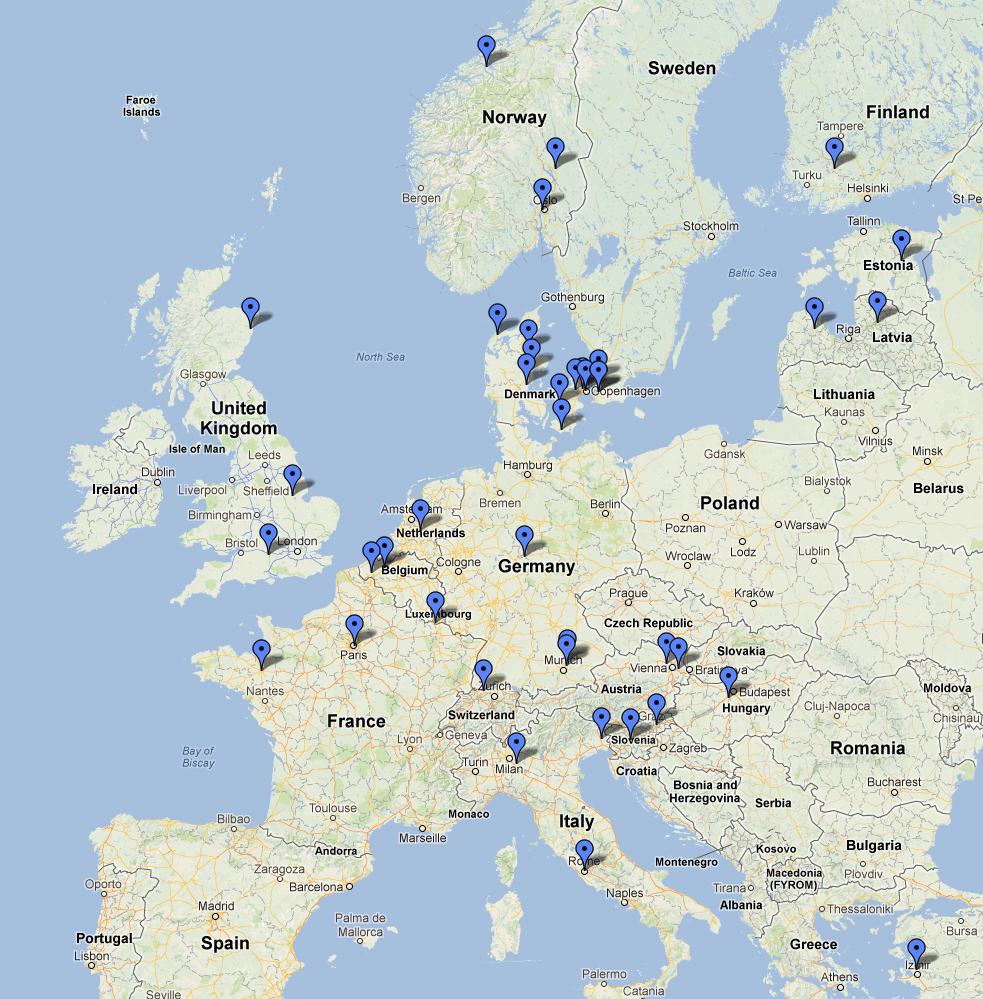 Sweden
Faroe
Islands
Finland
Norway
Tampere
Turku
Helsinki
Bergen
Oslo
St Pe
Tallinn
Stockholm
Estonia
Baltic Sea
Gothenburg
Riga
Latvia
North Sea
Glasgow
Denmark
Copenhagen
Lithuania
United
Kingdom
Kaunas
Vilnius
Isle of Man
Leeds
Gdansk
Minsk
Dublin
Hamburg
Ireland
Liverpool
Sheffield
Bialystok
Belarus
Bremen
Berlin
Poland
Amsterdam
Birmingham
Poznan
Warsaw
Netherlands
Bristol
London
Lodz
Lublin
Wroclaw
Cologne
Germany
Belgium
Prague
Kraków
Luxembourg
Czech Republic
Paris
Slovakia
Munich
Vienna
Bratislava
Nantes
Zurich
Austria
Budapest
Moldova
Hungary
Cluj-Napoca
Switzerland
Graz
Chisinau
France
Geneva
Slovenia
Zagreb
Romania
Bay of
Biscay
Lyon
Turin
Milan
Croatia
Bosnia and
Herzegovina
Bucharest
Serbia
Toulouse
Monaco
Bilbao
Italy
Marseille
Bulgaria
Andorra
Kosovo
Rome
Montenegro
Zaragoza
Macedonia
(FYROM)
Plovdiv
Oporto
Barcelona
Tirana
Naples
Albania
Madrid
Thessaloniki
Palma de
Mallorca
Bursa
Portugal
Spain
Greece
Lisbon
Izmir
Palermo
Athens
Catania
Seville